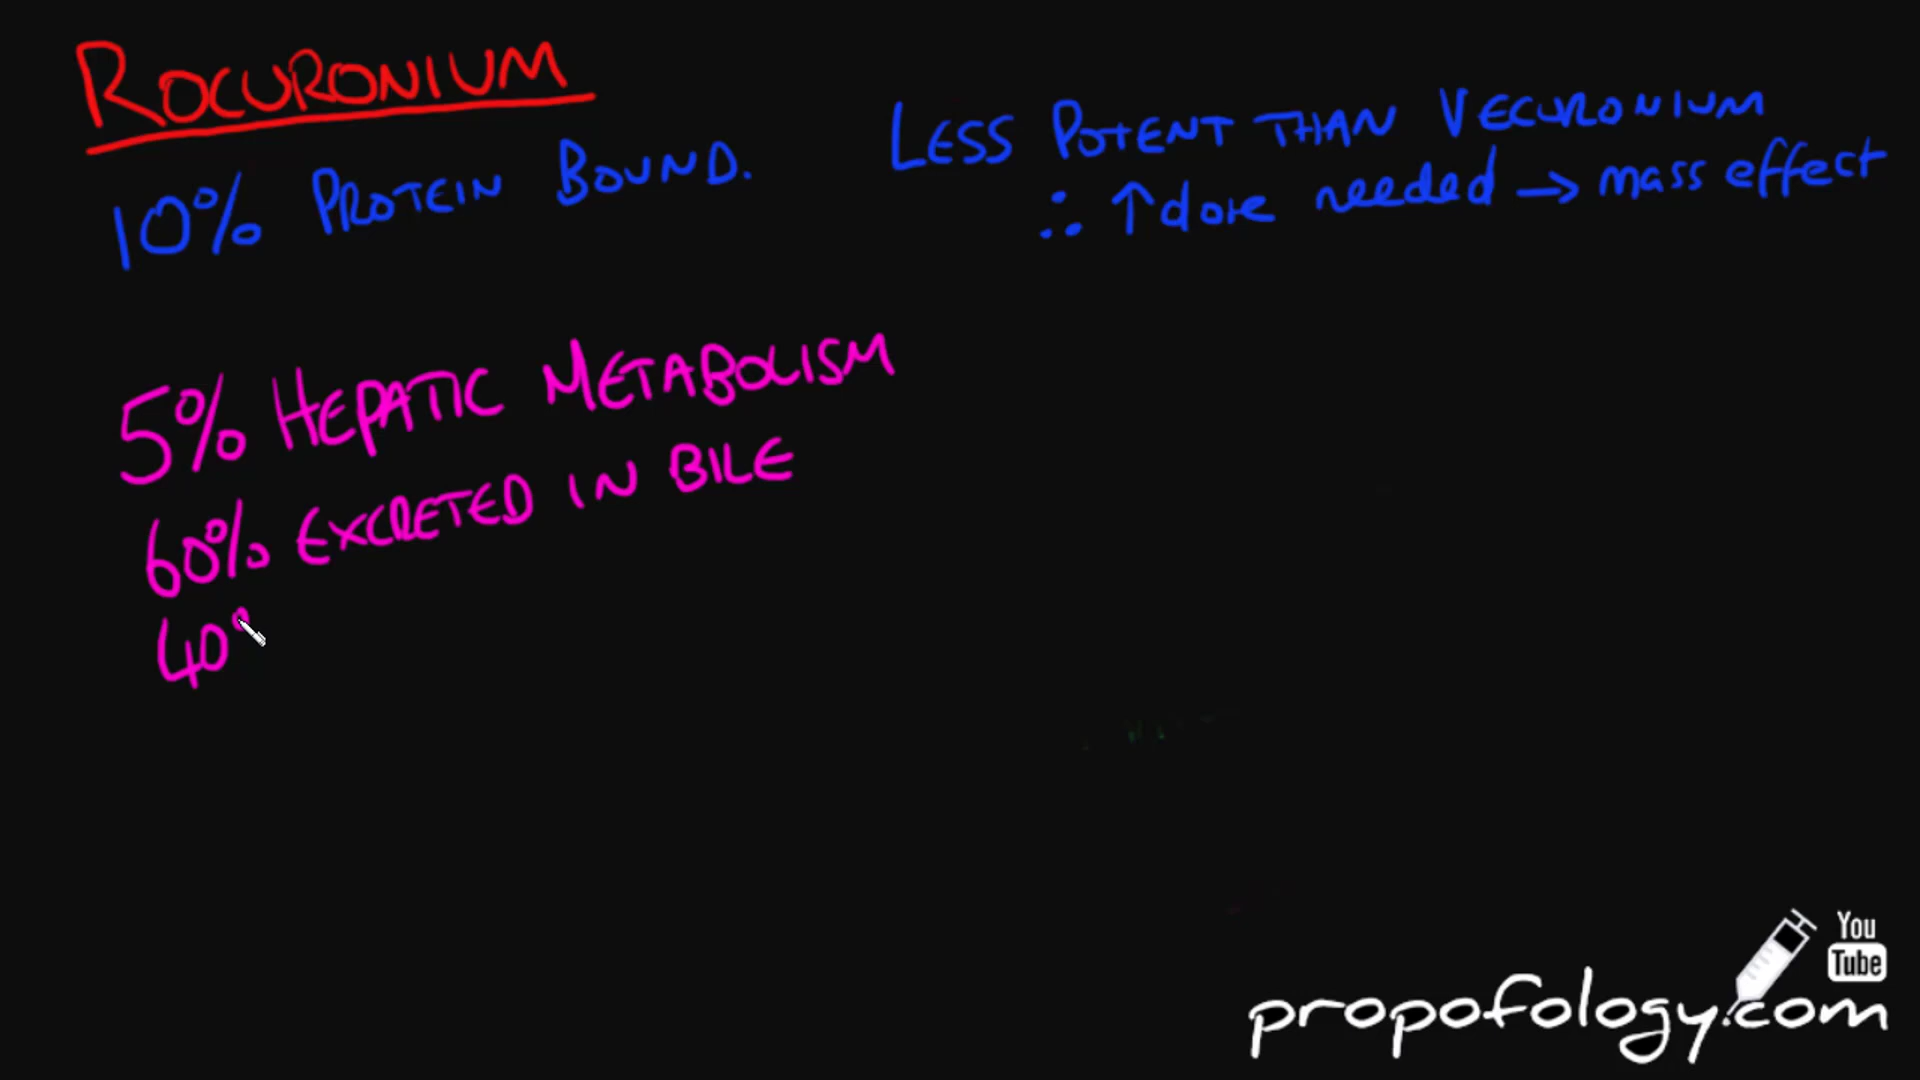 ROCURONIUM
10% PROTEIN BOUND.
LESS POTENT THAN VECURONIUM
∴ ↑dose needed → mass effect
5% HEPATIC METABOLISM
60% EXCRETED IN BILE
40°
You
Tube
propofology.com